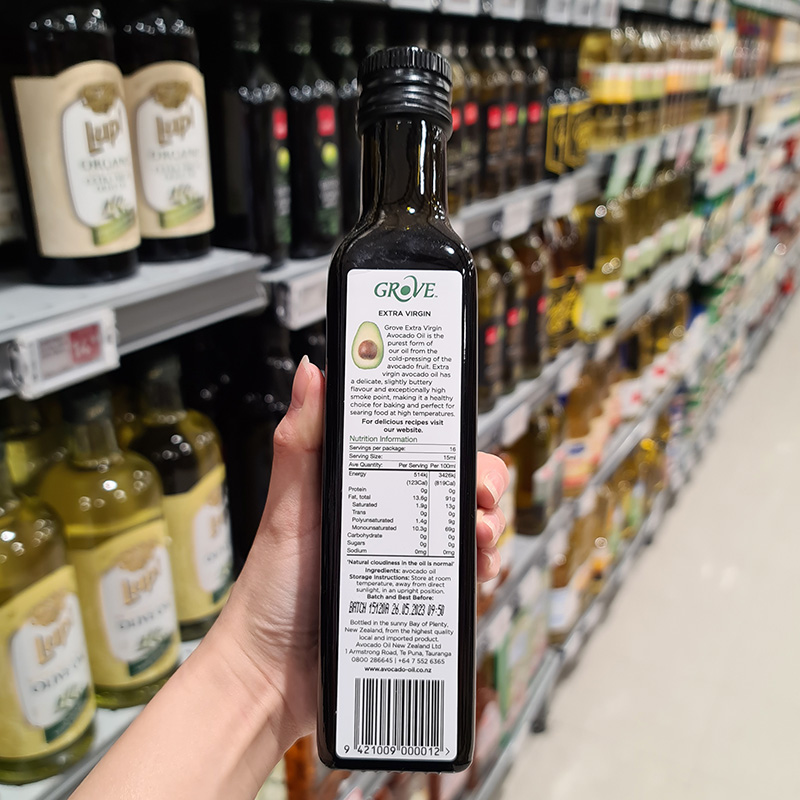 GROVE™
EXTRA VIRGIN
Grove Extra Virgin
Avocado Oil is the
purest form of
our oil from the
cold-pressing of the
avocado fruit. Extra
virgin avocado oil has
a delicate, slightly buttery
flavour and exceptionally high
smoke point, making it a healthy
choice for baking and perfect for
searing food at high temperatures.
For delicious recipes visit
our website.
Nutrition Information
Servings per package: 16
Serving Size: 15ml
Ave Quantity: Per Serving Per 100ml
Energy 514kj 3426kj
(123Cal) (819Cal)
Protein 0g 0g
Fat, total 13.6g 91g
Saturated 1.9g 13g
Trans 0g 0g
Polyunsaturated 1.4g 9g
Monounsaturated 10.3g 69g
Carbohydrate 0g 0g
Sugars 0g 0g
Sodium 0mg 0mg
'Natural cloudiness in the oil is normal'
Ingredients: avocado oil
Storage Instructions: Store at room
temperature, away from direct
sunlight, in an upright position.
Batch and Best Before:
BATCH 15120A 26.05.2023 09:50
Bottled in the sunny Bay of Plenty,
New Zealand, from the highest quality
local and imported product.
Avocado Oil New Zealand Ltd
1 Armstrong Road, Te Puna, Tauranga
0800 286645 | +64 7 552 6365
www.avocado-oil.co.nz
9 421009 000012 >
Lupi
ORGANIC
EXTRA VIRGIN
Lupi
ORGANIC
Lupi
OLIVE OIL
Lupi
OLIVE OIL